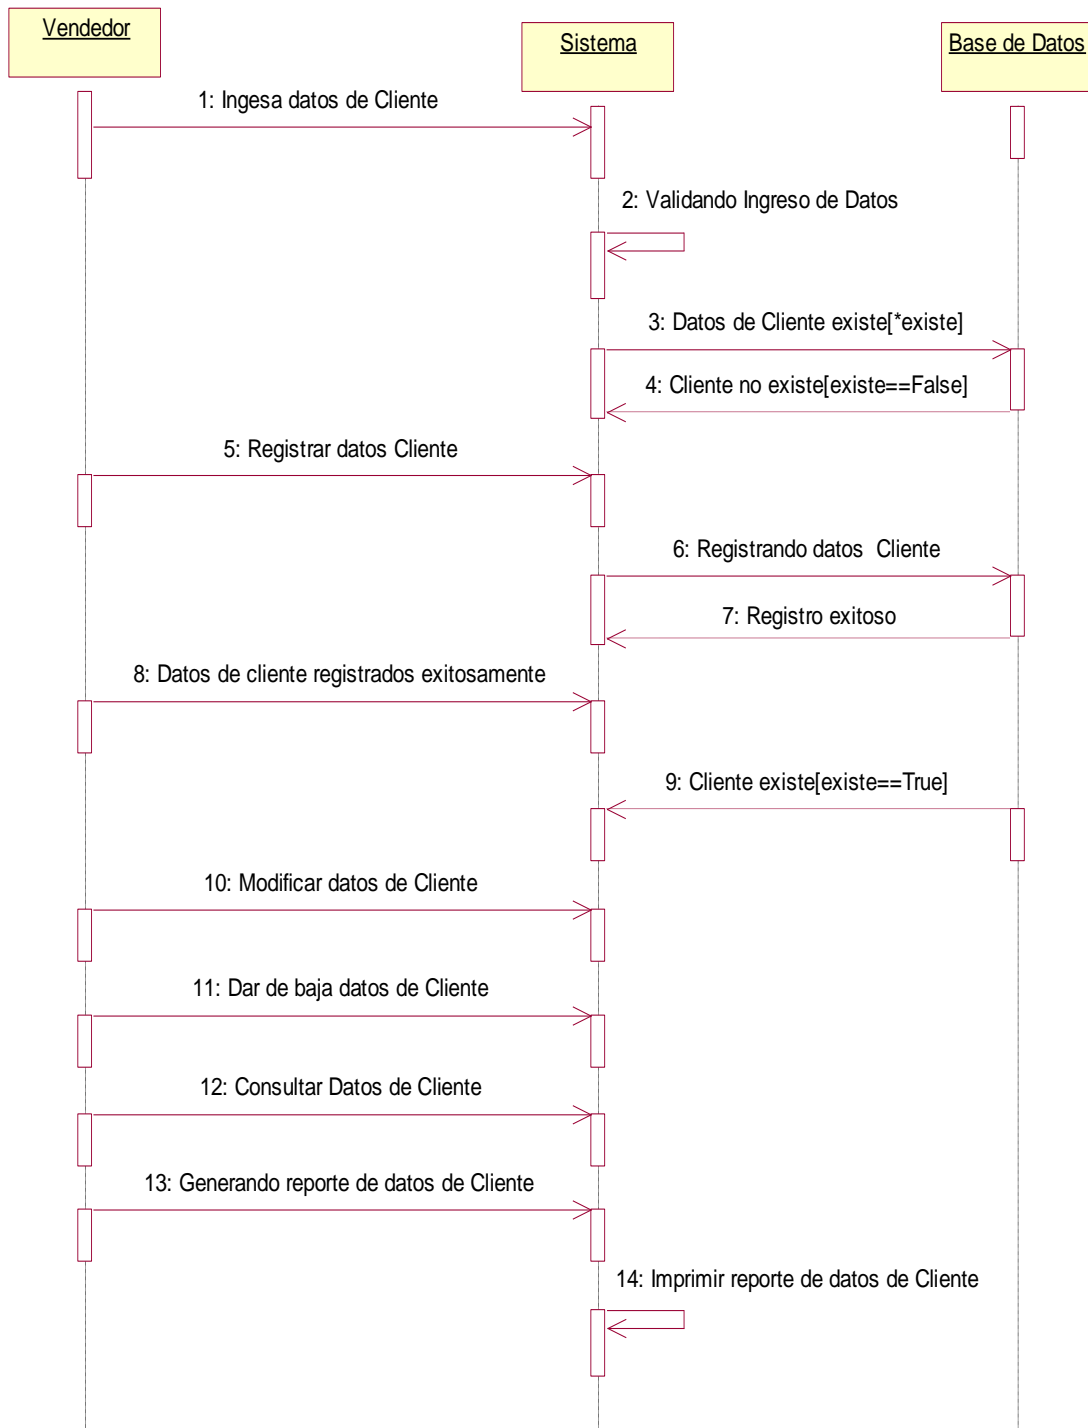 Vendedor
Sistema
Base de Datos
1: Ingesa datos de Cliente
2: Validando Ingreso de Datos
3: Datos de Cliente existe[*existe]
4: Cliente no existe[existe==False]
5: Registrar datos Cliente
6: Registrando datos  Cliente
7: Registro exitoso
8: Datos de cliente registrados exitosamente
9: Cliente existe[existe==True]
10: Modificar datos de Cliente
11: Dar de baja datos de Cliente
12: Consultar Datos de Cliente
13: Generando reporte de datos de Cliente
14: Imprimir reporte de datos de Cliente